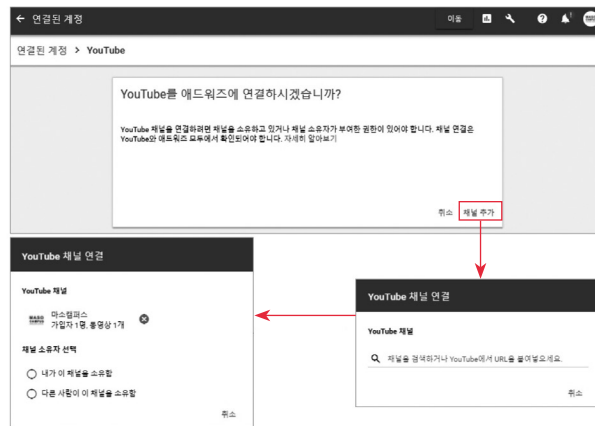 ← 연결된 계정
이동
연결된 계정 > YouTube
YouTube를 애드워즈에 연결하시겠습니까?
YouTube 채널을 연결하려면 채널을 소유하고 있거나 채널 소유자가 부여한 권한이 있어야 합니다. 채널 연결은
YouTube와 애드워즈 모두에서 확인되어야 합니다. 자세히 알아보기
취소 채널 추가
YouTube 채널 연결
YouTube 채널
채널을 검색하거나 YouTube에서 URL을 붙여넣으세요.
취소
YouTube 채널 연결
YouTube 채널
마소캠퍼스
가입자 1명, 동영상 1개
채널 소유자 선택
내가 이 채널을 소유함
다른 사람이 이 채널을 소유함
취소